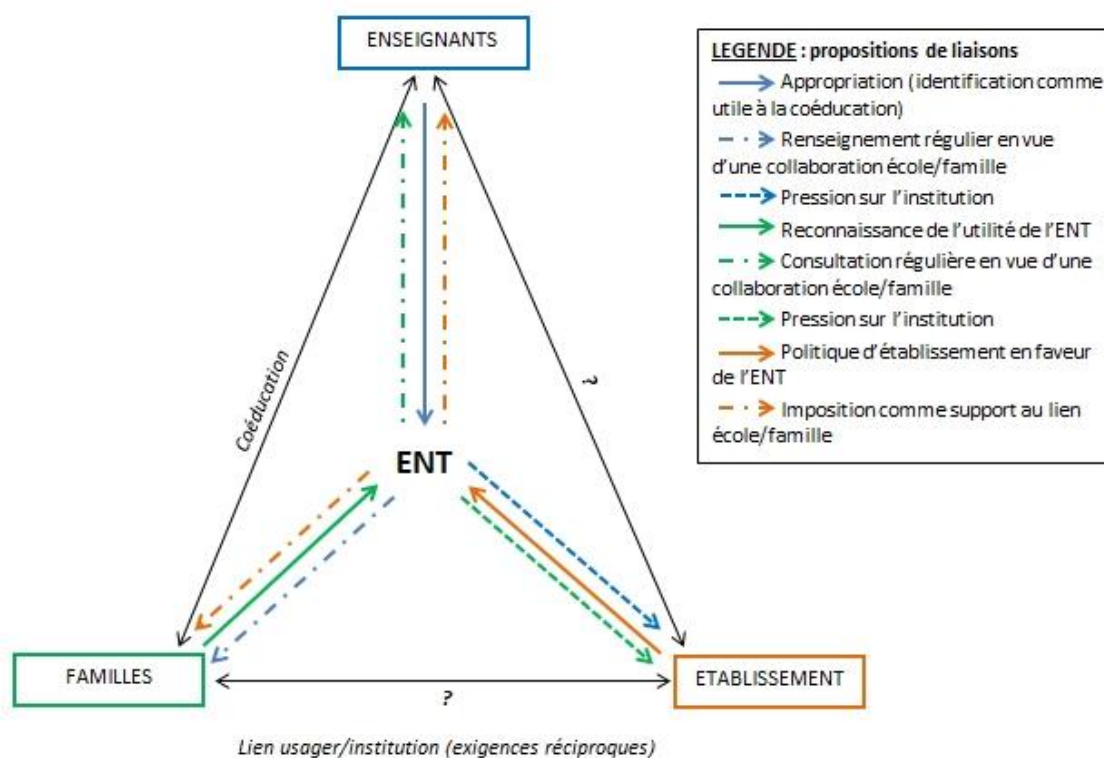 ENSEIGNANTS
LEGENDE : propositions de liaisons
Appropriation (identification comme
utile à la coéducation)
Renseignement régulier en vue
d'une collaboration école/famille
Pression sur l'institution
Reconnaissance de l'utilité de l'ENT
Consultation régulière en vue d'une
collaboration école/famille
Pression sur l'institution
Politique d'établissement en faveur
de l'ENT
Imposition comme support au lien
école/famille
Coéducation
?
ENT
FAMILLES
ETABLISSEMENT
?
Lien usager/institution (exigences réciproques)